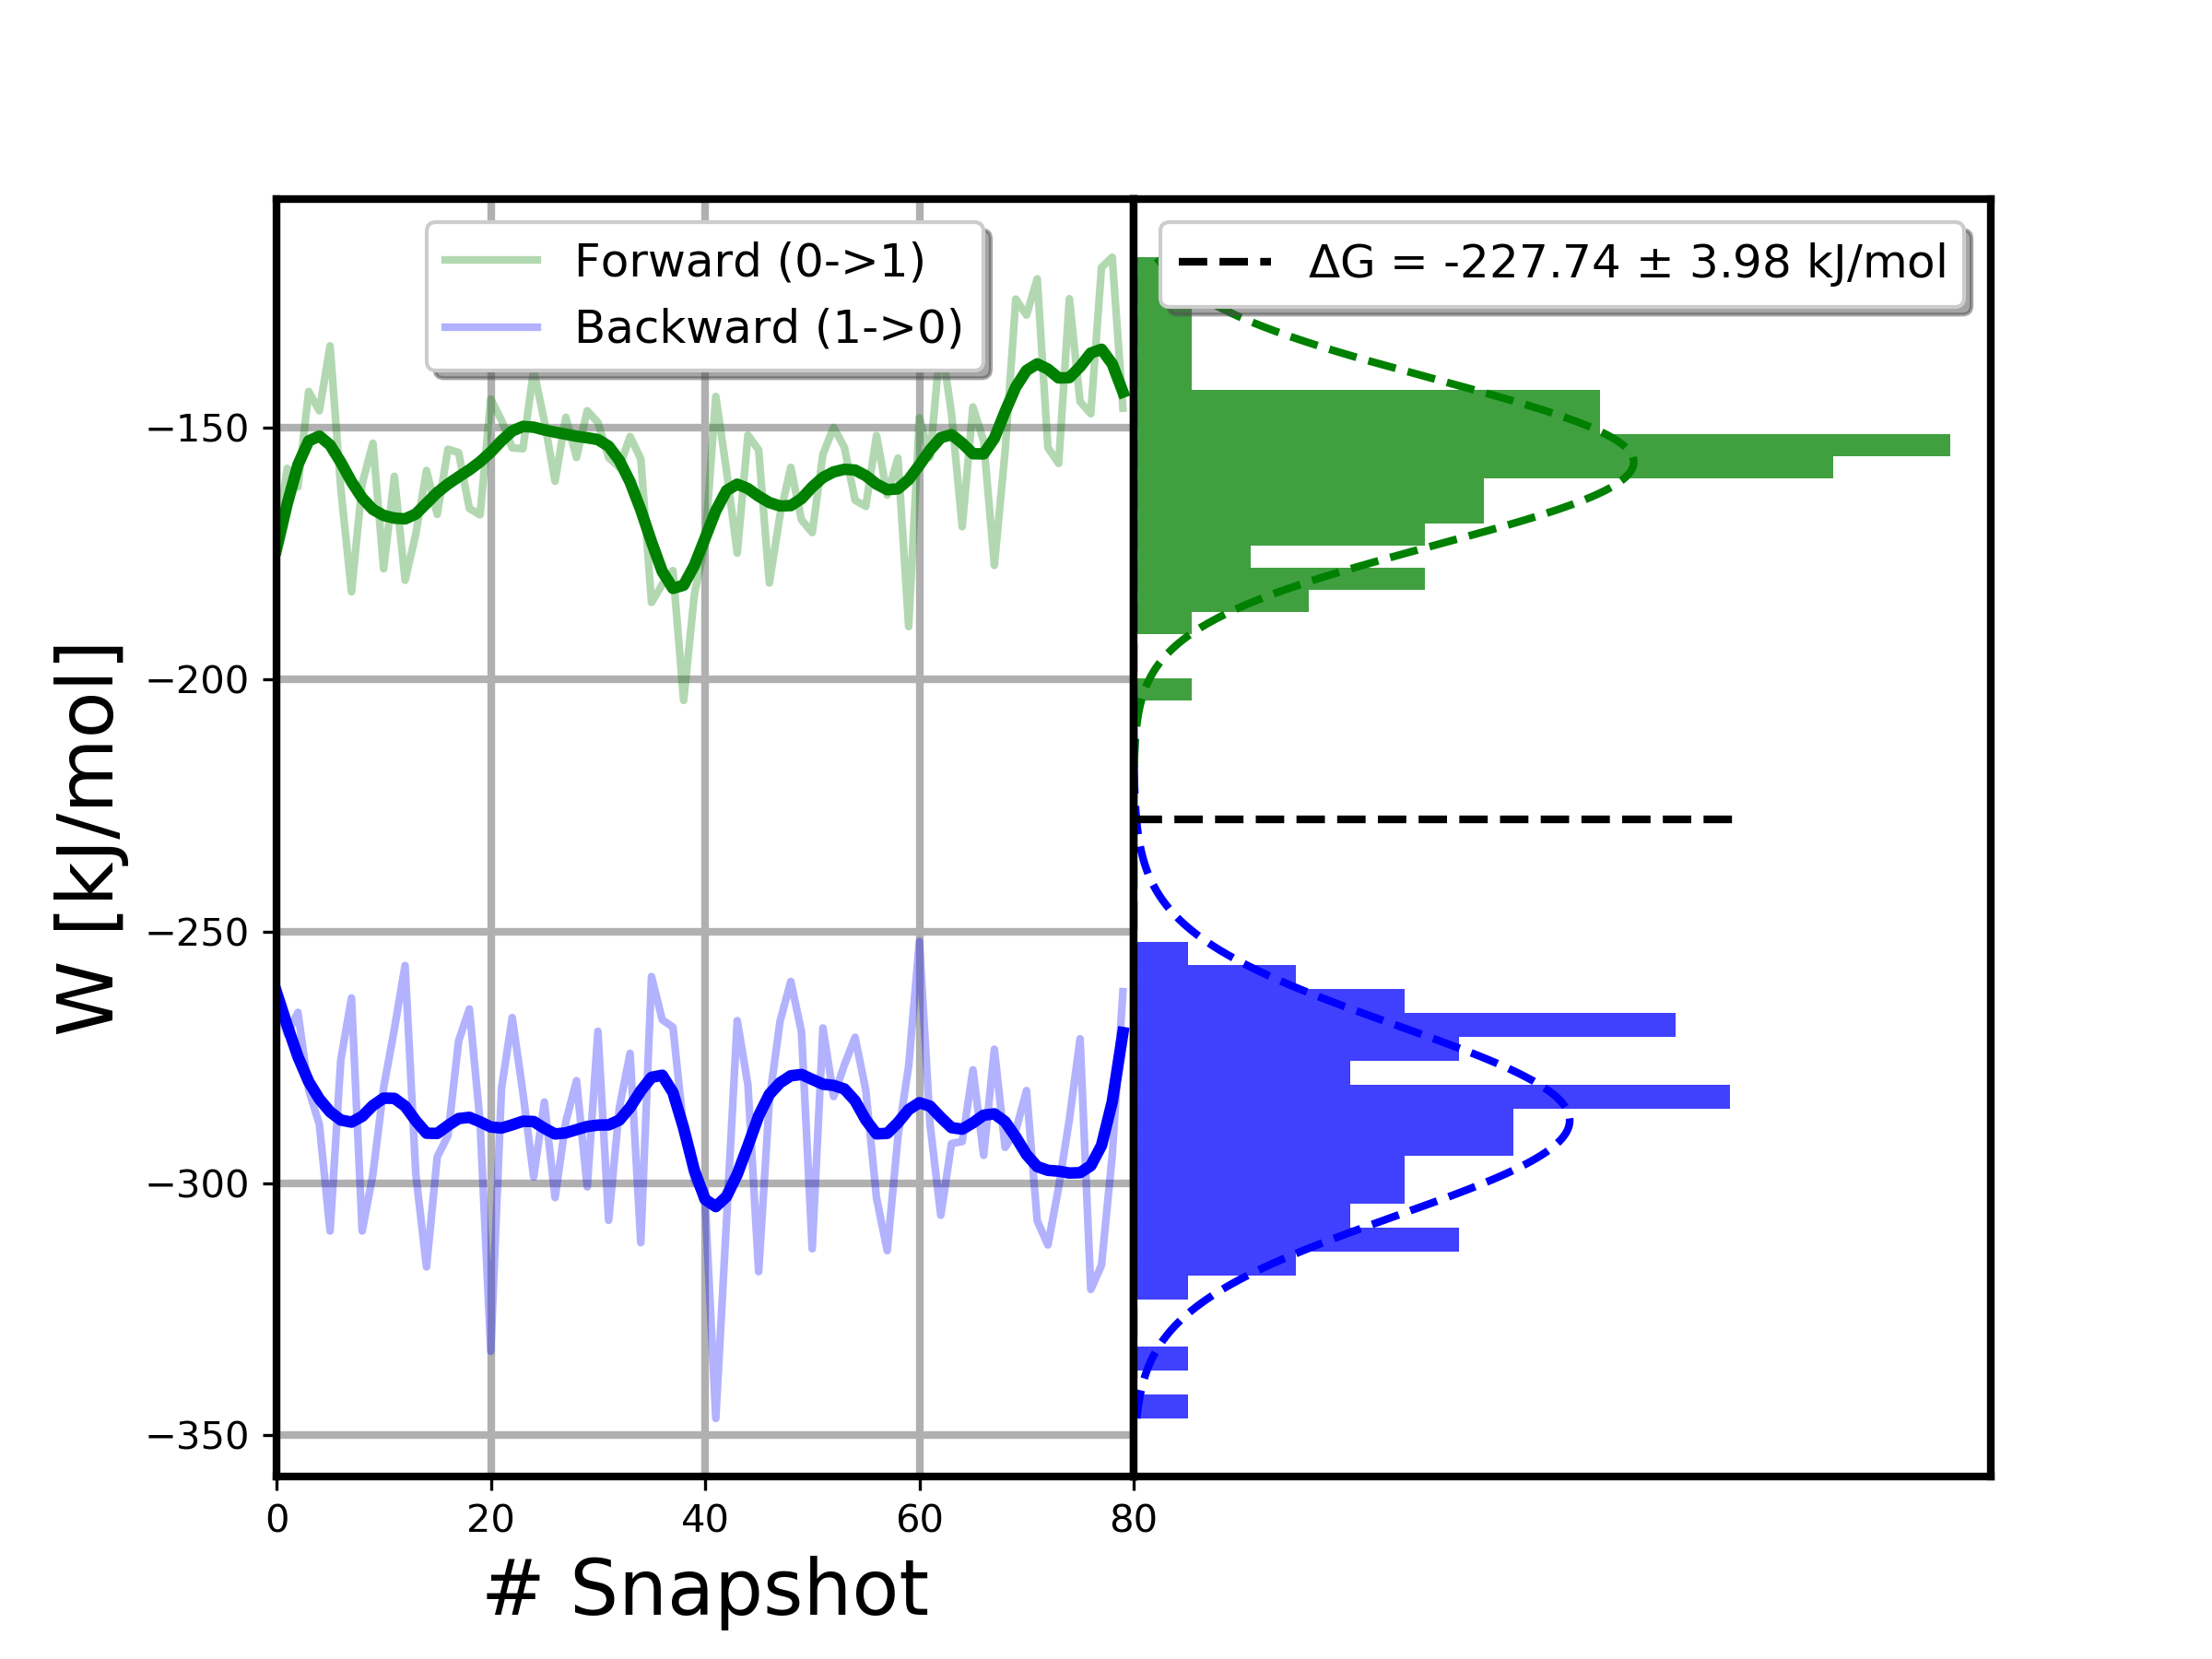 Forward (0->1)
Backward (1->0)
ΔG = -227.74 ± 3.98 kJ/mol
W [kJ/mol]
−150
−200
−250
−300
−350
0 20 40 60 80
# Snapshot